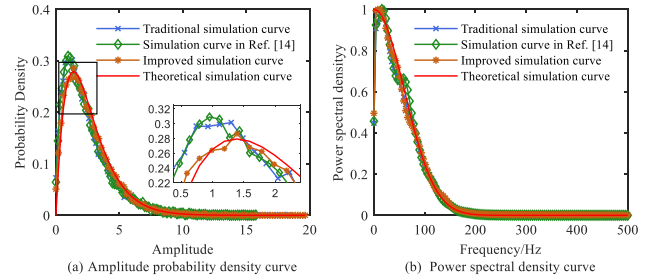 Traditional simulation curve
Simulation curve in Ref. [14]
Improved simulation curve
Theoretical simulation curve
0.4
0.3
0.2
0.1
0
0.32
0.3
0.28
0.26
0.24
0.22
0.5 1 1.5 2
0 5 10 15 20
Probability Density
Amplitude
(a) Amplitude probability density curve
Traditional simulation curve
Simulation curve in Ref. [14]
Improved simulation curve
Theoretical simulation curve
1
0.8
0.6
0.4
0.2
0
0 100 200 300 400 500
Power spectral densityy
Frequency/Hz
(b) Power spectral density curve